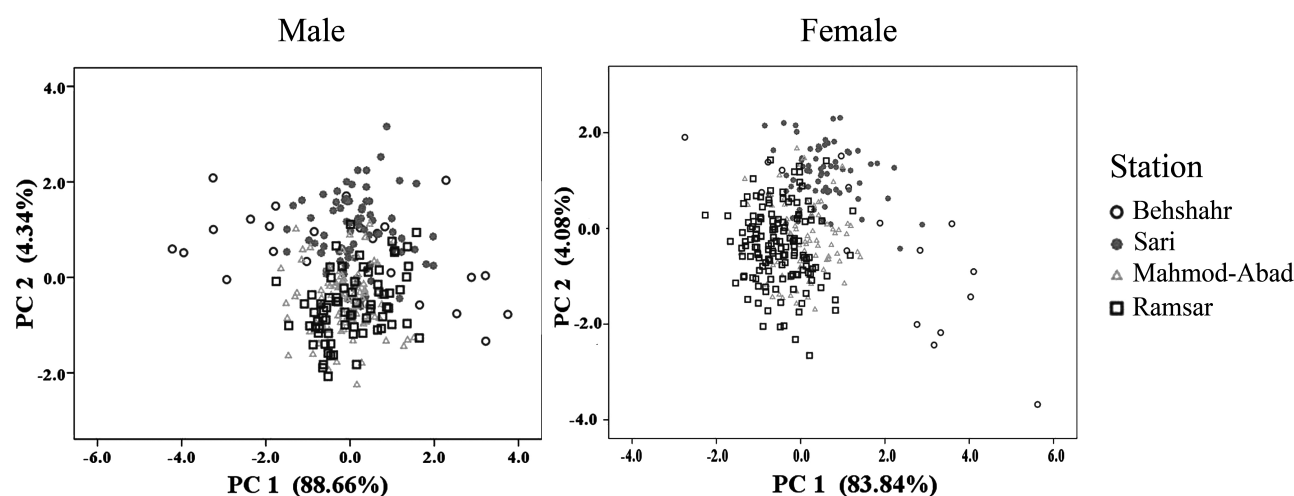 Male
Female
4.0
2.0
0.0
-2.0
PC 2 (4.34%)
-6.0 -4.0 -2.0 0.0 2.0 4.0
PC 1 (88.66%)
2.0
0.0
-2.0
-4.0
PC 2 (4.08%)
-4.0 -2.0 0.0 2.0 4.0 6.0
PC 1 (83.84%)
Station
Behshahr
Sari
Mahmod-Abad
Ramsar